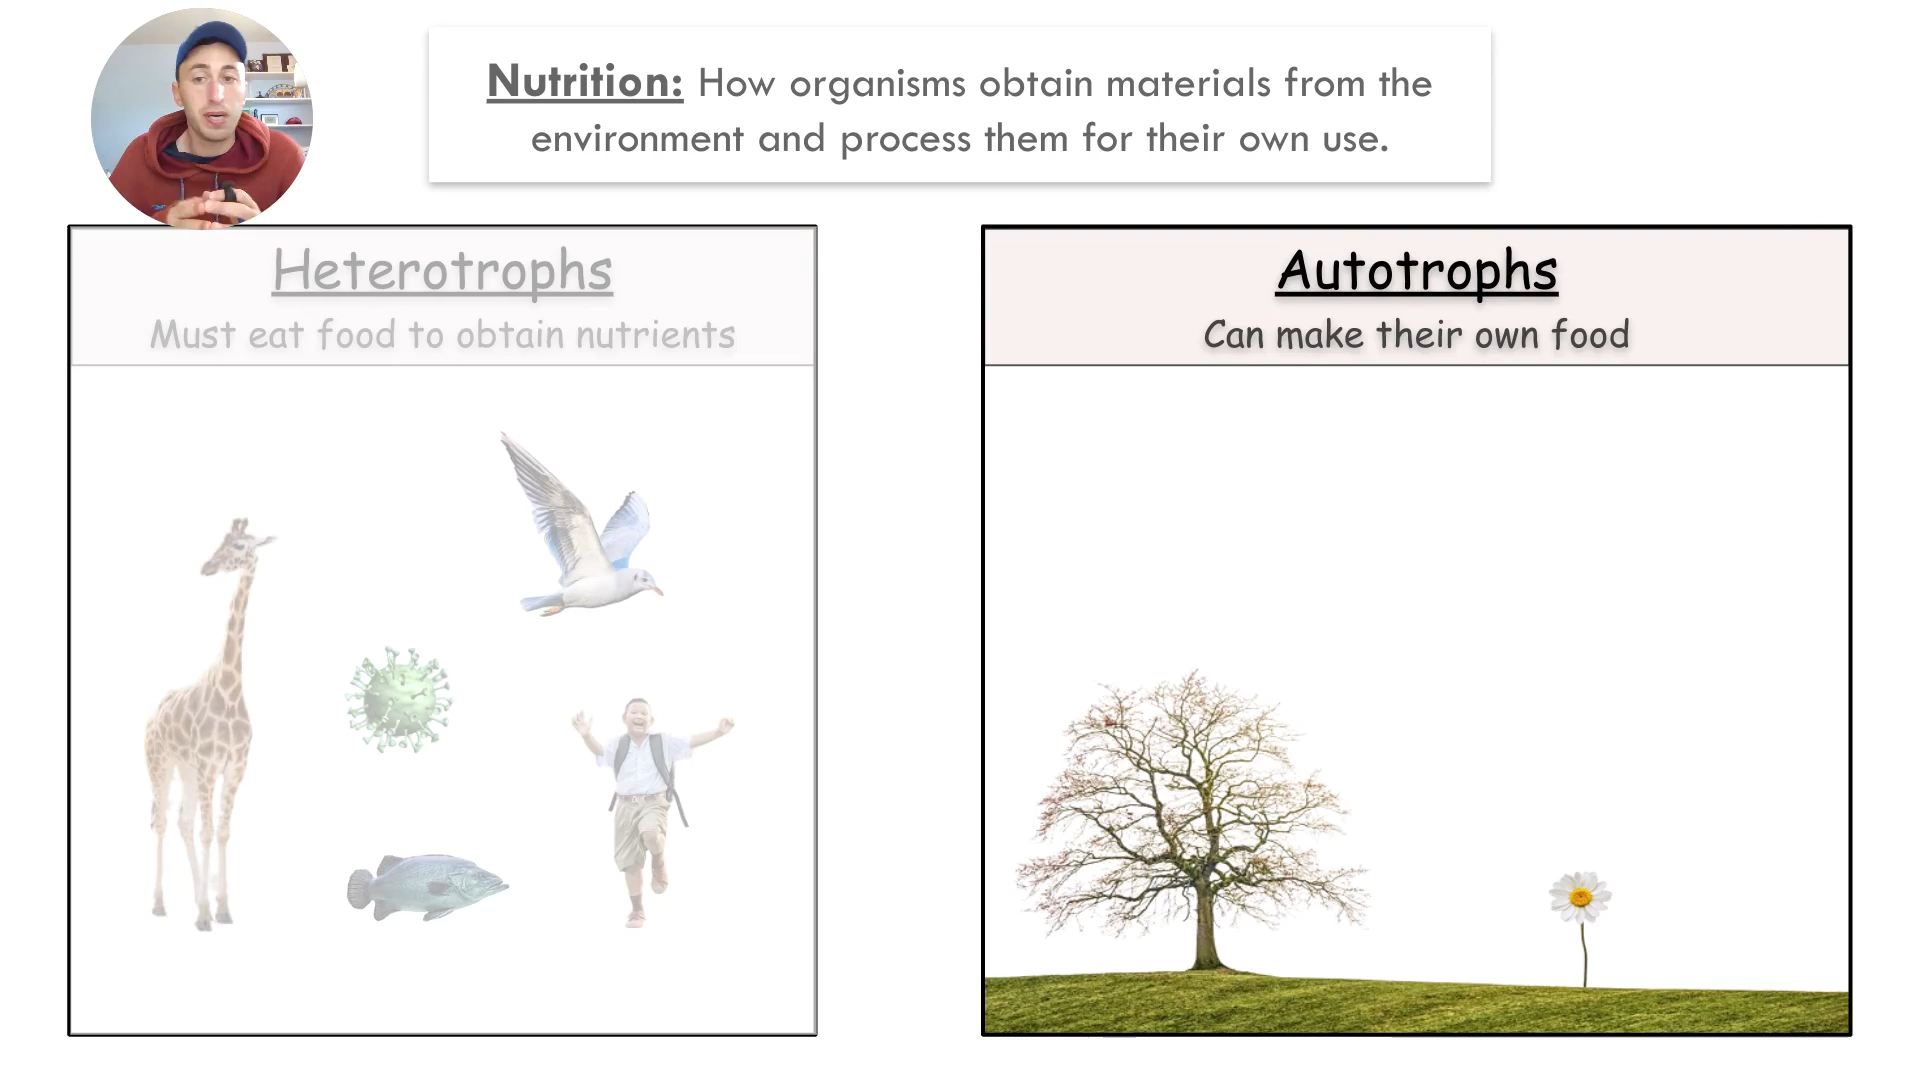 Nutrition: How organisms obtain materials from the
environment and process them for their own use.
Heterotrophs
Must eat food to obtain nutrients
Autotrophs
Can make their own food